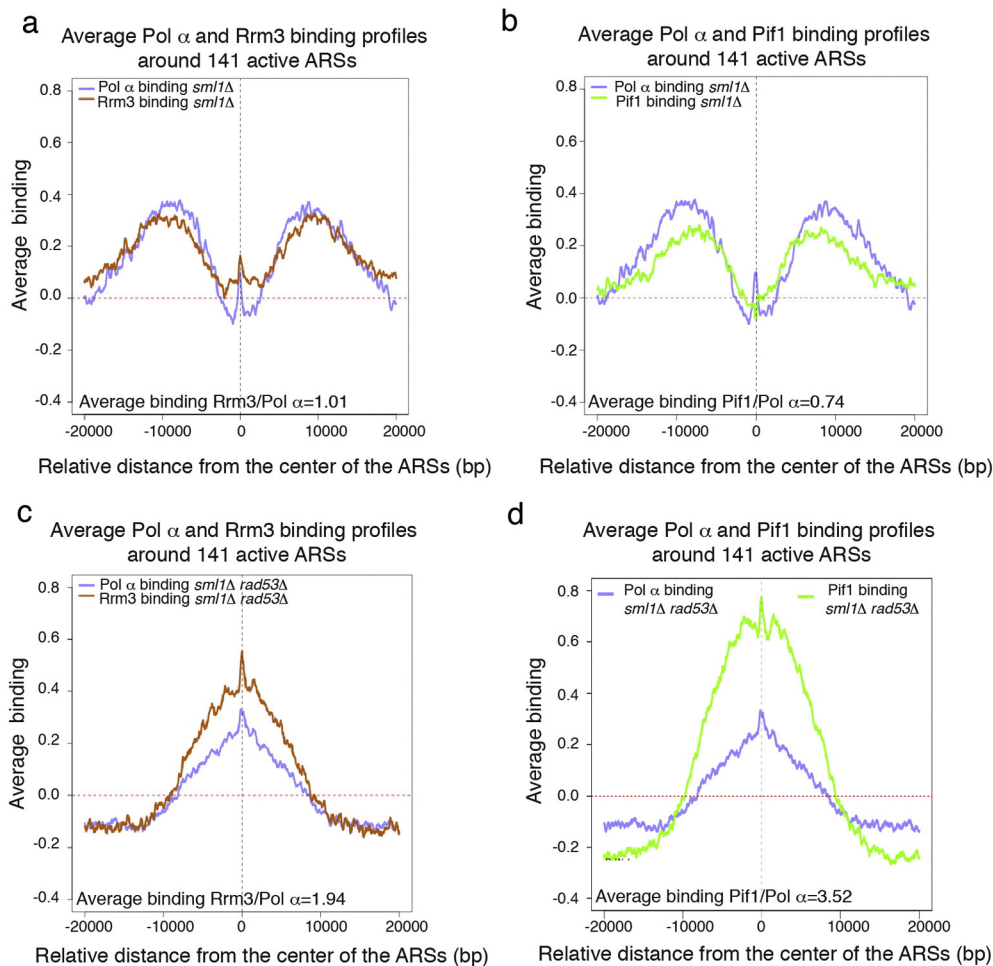 a
Average Pol α and Rrm3 binding profiles
around 141 active ARSs
Pol α binding sml1Δ
Rrm3 binding sml1Δ
Average binding
0.8
0.6
0.4
0.2
0.0
-0.2
-0.4
Average binding Rrm3/Pol α=1.01
-20000 -10000 0 10000 20000
Relative distance from the center of the ARSs (bp)
b
Average Pol α and Pif1 binding profiles
around 141 active ARSs
Pol α binding sml1Δ
Pif1 binding sml1Δ
Average binding
0.8
0.6
0.4
0.2
0.0
-0.2
-0.4
Average binding Pif1/Pol α=0.74
-20000 -10000 0 10000 20000
Relative distance from the center of the ARSs (bp)
c
Average Pol α and Rrm3 binding profiles
around 141 active ARSs
Pol α binding sml1Δ rad53Δ
Rrm3 binding sml1Δ rad53Δ
Average binding
0.8
0.6
0.4
0.2
0.0
-0.2
-0.4
Average binding Rrm3/Pol α=1.94
-20000 -10000 0 10000 20000
Relative distance from the center of the ARSs (bp)
d
Average Pol α and Pif1 binding profiles
around 141 active ARSs
Pol α binding
sml1Δ rad53Δ
Pif1 binding
sml1Δ rad53Δ
Average binding
0.8
0.6
0.4
0.2
0.0
-0.2
-0.4
Average binding Pif1/Pol α=3.52
-20000 -10000 0 10000 20000
Relative distance from the center of the ARSs (bp)